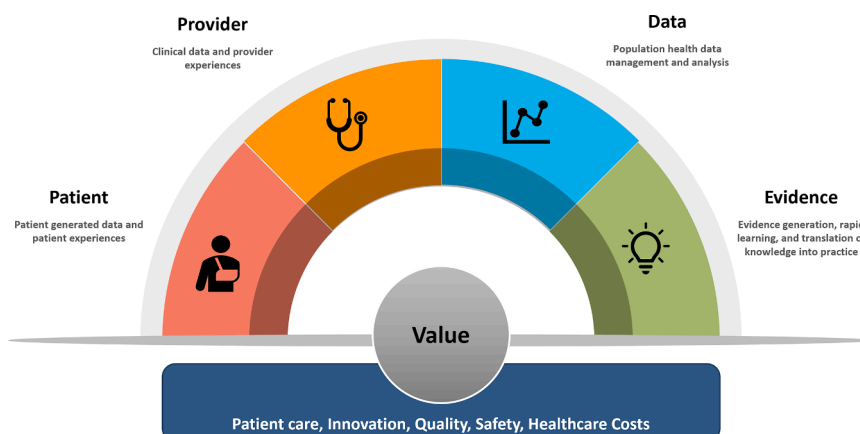 Provider
Clinical data and provider
experiences
Data
Population health data
management and analysis
Patient
Patient generated data and
patient experiences
Evidence
Evidence generation, rapid
learning, and translation o
knowledge into practice
Value
Patient care, Innovation, Quality, Safety, Healthcare Costs